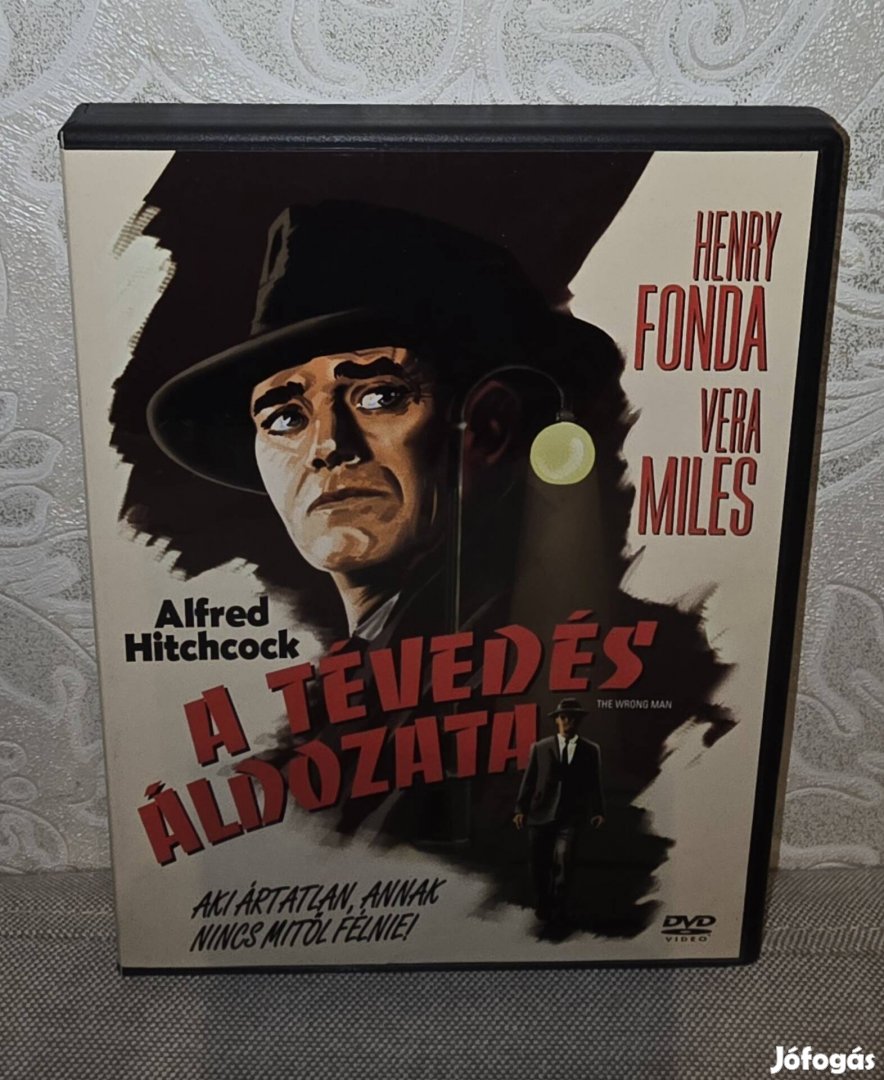 HENRY
FONDA
VERA
MILES
Alfred
Hitchcock
A TÉVEDÉS
ÁLDOZATA
THE WRONG MAN
AKI ÁRTATLAN, ANNAK
NINCS MITŐL FÉLNIE!
DVD
VIDEO
Jófogás